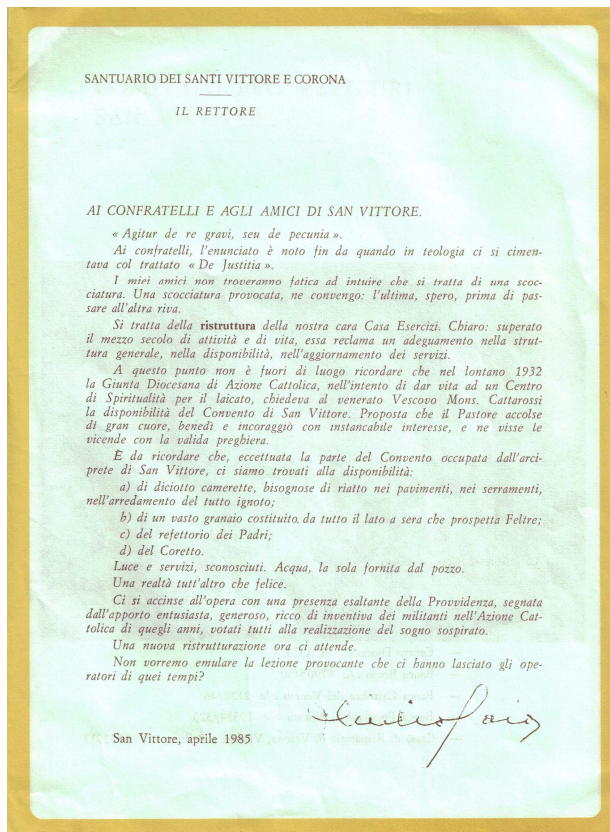 SANTUARIO DEI SANTI VITTORE E CORONA
IL RETTORE
AI CONFRATELLI E AGLI AMICI DI SAN VITTORE.
« Agitur de re gravi, seu de pecunia ».
Ai confratelli, l'enunciato è noto fin da quando in teologia ci si cimen-
tava col trattato « De Justitia ».
I miei amici non troveranno fatica ad intuire che si tratta di una scoc-
ciatura. Una scocciatura provocata, ne convengo: l'ultima, spero, prima di pas-
sare all'altra riva.
Si tratta della ristruttura della nostra cara Casa Esercizi. Chiaro: superato
il mezzo secolo di attività e di vita, essa reclama un adeguamento nella strut-
tura generale, nella disponibilità, nell'aggiornamento dei servizi.
A questo punto non è fuori di luogo ricordare che nel lontano 1932
la Giunta Diocesana di Azione Cattolica, nell'intento di dar vita ad un Centro
di Spiritualità per il laicato, chiedeva al venerato Vescovo Mons. Cattarossi
la disponibilità del Convento di San Vittore. Proposta che il Pastore accolse
di gran cuore, benedì e incoraggiò con instancabile interesse, e ne visse le
vicende con la valida preghiera.
È da ricordare che, eccettuata la parte del Convento occupata dall'arci-
prete di San Vittore, ci siamo trovati alla disponibilità:
a) di diciotto camerette, bisognose di riatto nei pavimenti, nei serramenti,
nell'arredamento del tutto ignoto;
b) di un vasto granaio costituito da tutto il lato a sera che prospetta Feltre;
c) del refettorio dei Padri;
d) del Coretto.
Luce e servizi, sconosciuti. Acqua, la sola fornita dal pozzo.
Una realtà tutt'altro che felice.
Ci si accinse all'opera con una presenza esaltante della Provvidenza, segnata
dall'apporto entusiasta, generoso, ricco di inventiva dei militanti nell'Azione Cat-
tolica di quegli anni, votati tutti alla realizzazione del sogno sospirato.
Una nuova ristrutturazione ora ci attende.
Non vorremo emulare la lezione provocante che ci hanno lasciato gli ope-
ratori di quei tempi?
San Vittore, aprile 1985